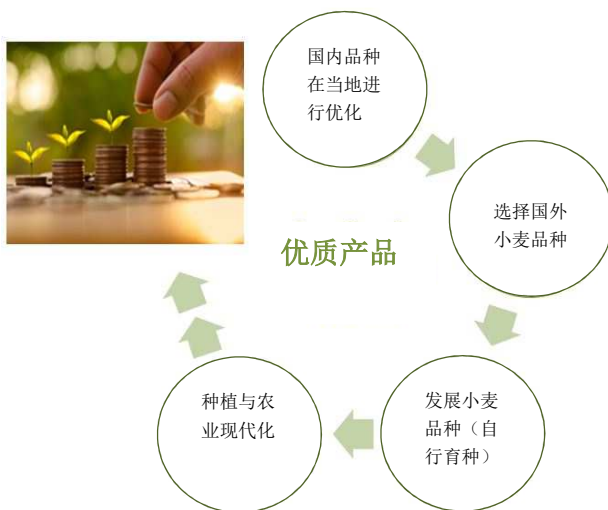 国内品种
在当地进
行优化
选择国外
小麦品种
优质产品
发展小麦
品种（自
行育种）
种植与农
业现代化